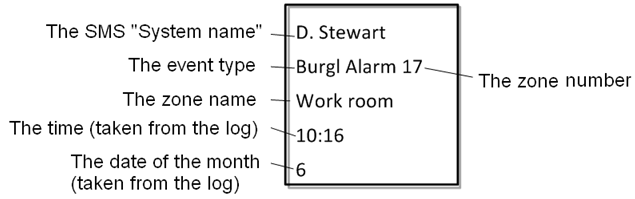 The SMS "System name" D. Stewart
The event type Burgl Alarm 17 The zone number
The zone name Work room
The time (taken from the log) 10:16
The date of the month 6
(taken from the log)